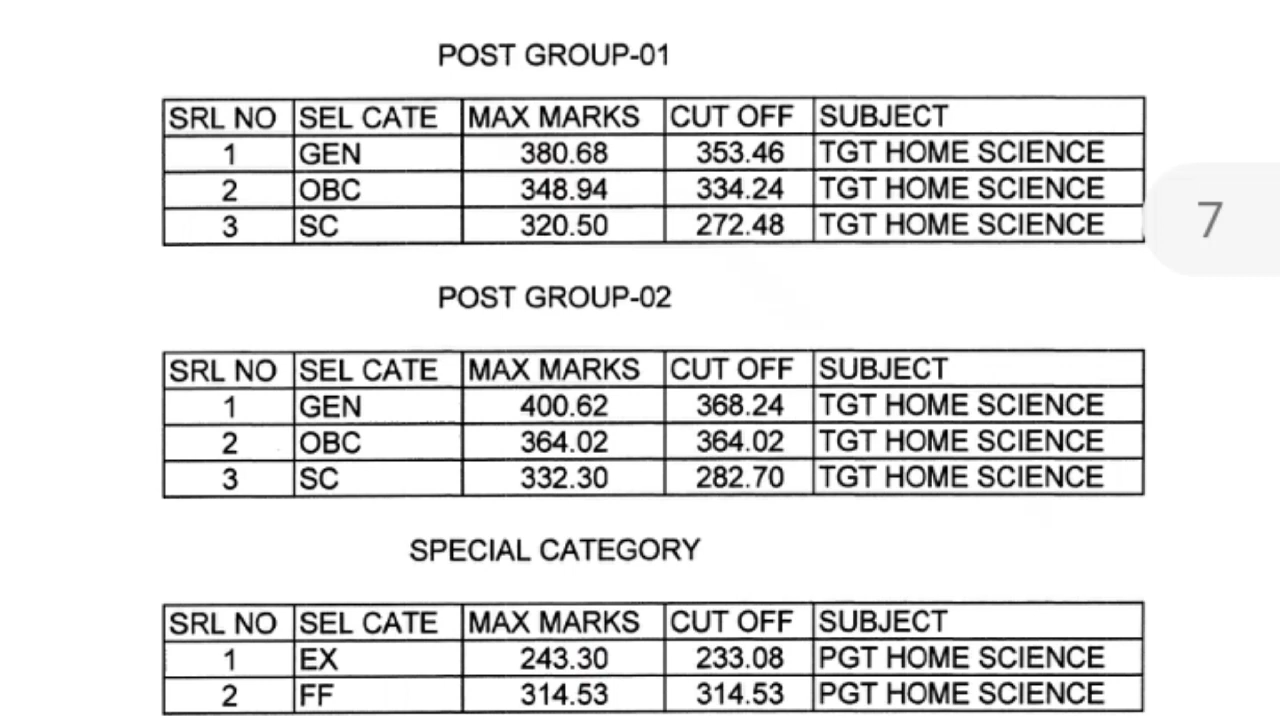 POST GROUP-01
SRL NO SEL CATE MAX MARKS CUT OFF SUBJECT
1 GEN 380.68 353.46 TGT HOME SCIENCE
2 OBC 348.94 334.24 TGT HOME SCIENCE
3 SC 320.50 272.48 TGT HOME SCIENCE
7
POST GROUP-02
SRL NO SEL CATE MAX MARKS CUT OFF SUBJECT
1 GEN 400.62 368.24 TGT HOME SCIENCE
2 OBC 364.02 364.02 TGT HOME SCIENCE
3 SC 332.30 282.70 TGT HOME SCIENCE
SPECIAL CATEGORY
SRL NO SEL CATE MAX MARKS CUT OFF SUBJECT
1 EX 243.30 233.08 PGT HOME SCIENCE
2 FF 314.53 314.53 PGT HOME SCIENCE